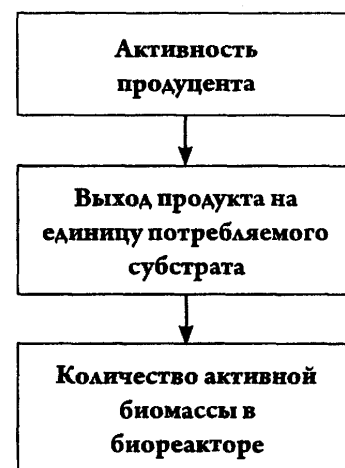 Активность
продуцента
Выход продукта на
единицу потребляемого
субстрата
Количество активной
биомассы в
биореакторе